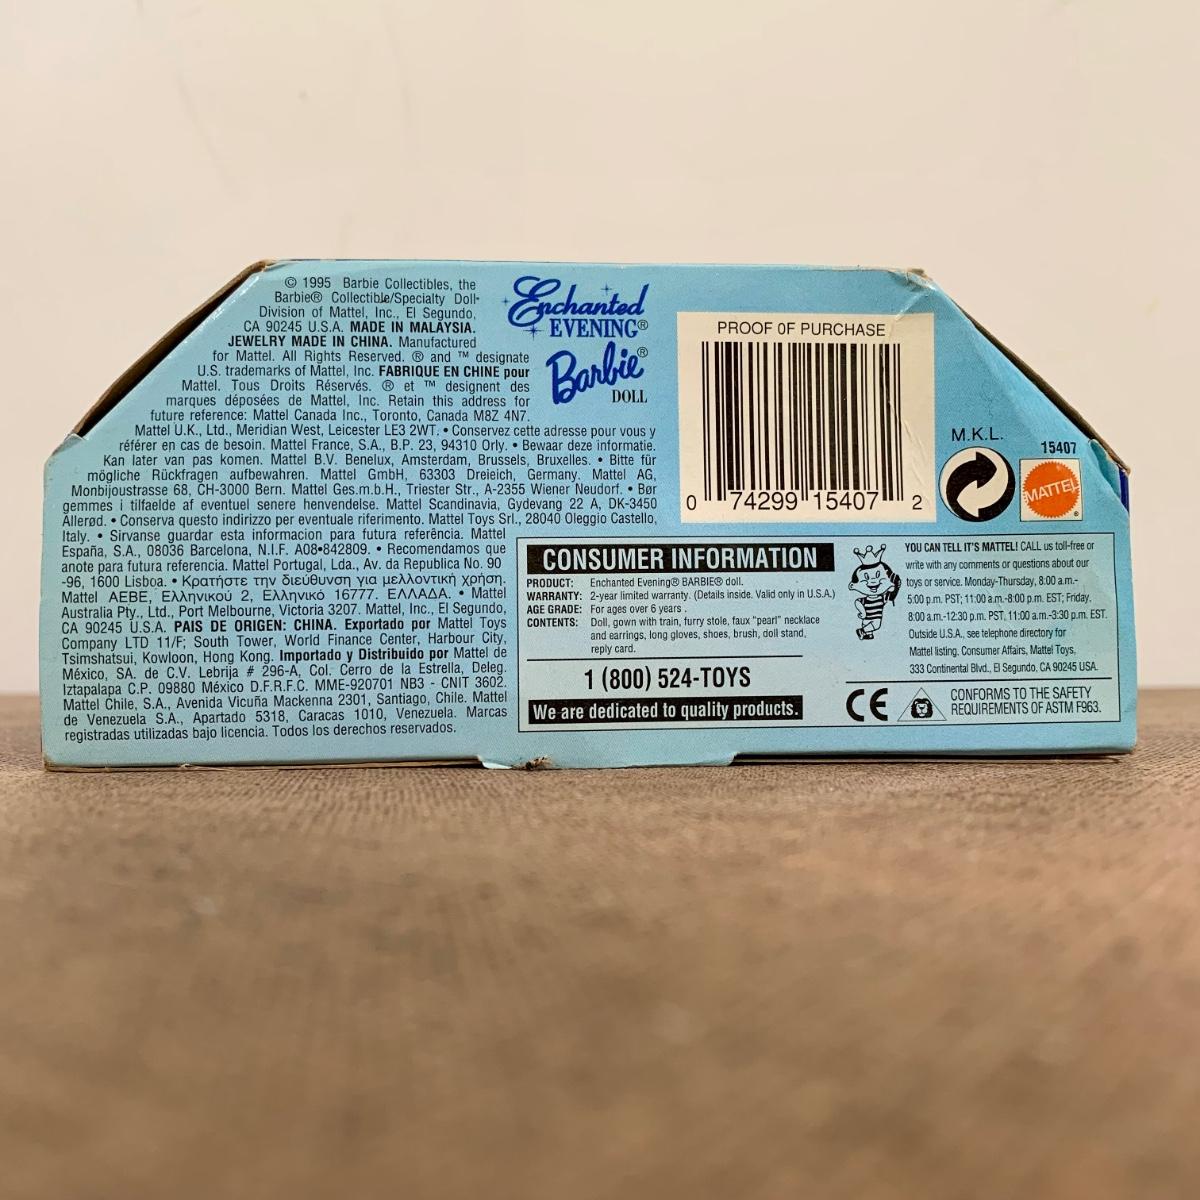 © 1995 Barbie Collectibles, the
Barbie® Collectible/Specialty Doll-
Division of Mattel, Inc., El Segundo,
CA 90245 U.S.A. MADE IN MALAYSIA.
JEWELRY MADE IN CHINA. Manufactured
for Mattel. All Rights Reserved. ® and ™ designate
U.S. trademarks of Mattel, Inc. FABRIQUE EN CHINE pour
Mattel. Tous Droits Réservés. ® et ™ designent des
marques déposées de Mattel, Inc. Retain this address for
future reference: Mattel Canada Inc., Toronto, Canada M8Z 4N7.
Mattel U.K., Ltd., Meridian West, Leicester LE3 2WT. • Conservez cette adresse pour vous y
référer en cas de besoin. Mattel France, S.A., B.P. 23, 94310 Orly. • Bewaar deze informatie.
Kan later van pas komen. Mattel B.V. Benelux, Amsterdam, Brussels, Bruxelles. • Bitte für
mögliche Rückfragen aufbewahren. Mattel GmbH, 63303 Dreieich, Germany. Mattel AG,
Monbijoustrasse 68, CH-3000 Bern. Mattel Ges.m.b.H., Triester Str., A-2355 Wiener Neudorf. • Bør
gemmes i tilfaelde af eventuel senere henvendelse. Mattel Scandinavia, Gydevang 22 A, DK-3450
Allerød. • Conserva questo indirizzo per eventuale riferimento. Mattel Toys Srl., 28040 Oleggio Castello,
Italy. • Sirvanse guardar esta informacion para futura referència. Mattel
España, S.A., 08036 Barcelona, N.I.F. A08•842809. • Recomendamos que
anote para futura referencia. Mattel Portugal, Lda., Av. da Republica No. 90
-96, 1600 Lisboa. • Κρατήστε την διεύθυνση για μελλοντική χρήση.
Mattel AEBE, Ελληνικού 2, Ελληνικό 16777. ΕΛΛΑΔΑ. • Mattel
Australia Pty., Ltd., Port Melbourne, Victoria 3207. Mattel, Inc., El Segundo,
CA 90245 U.S.A. PAIS DE ORIGEN: CHINA. Exportado por Mattel Toys
Company LTD 11/F; South Tower, World Finance Center, Harbour City,
Tsimshatsui, Kowloon, Hong Kong. Importado y Distribuido por Mattel de
México, SA. de C.V. Lebrija # 296-A, Col. Cerro de la Estrella, Deleg.
Iztapalapa C.P. 09880 México D.F.R.F.C. MME-920701 NB3 - CNIT 3602.
Mattel Chile, S.A., Avenida Vicuña Mackenna 2301, Santiago, Chile. Mattel
de Venezuela S.A., Apartado 5318, Caracas 1010, Venezuela. Marcas
registradas utilizadas bajo licencia. Todos los derechos reservados.
Enchanted
EVENING®
Barbie®
DOLL
PROOF OF PURCHASE
0 74299 15407 2
M.K.L.
15407
MATTEL®
CONSUMER INFORMATION
PRODUCT: Enchanted Evening® BARBIE® doll.
WARRANTY: 2-year limited warranty. (Details inside. Valid only in U.S.A.)
AGE GRADE: For ages over 6 years .
CONTENTS: Doll, gown with train, furry stole, faux "pearl" necklace
and earrings, long gloves, shoes, brush, doll stand,
reply card.
1 (800) 524-TOYS
We are dedicated to quality products.
YOU CAN TELL IT'S MATTEL! CALL us toll-free or
write with any comments or questions about our
toys or service. Monday-Thursday, 8:00 a.m.-
5:00 p.m. PST; 11:00 a.m.-8:00 p.m. EST; Friday,
8:00 a.m.-12:30 p.m. PST, 11:00 a.m.-3:30 p.m. EST.
Outside U.S.A., see telephone directory for
Mattel listing. Consumer Affairs, Mattel Toys,
333 Continental Blvd., El Segundo, CA 90245 USA.
CE
CONFORMS TO THE SAFETY
REQUIREMENTS OF ASTM F963.